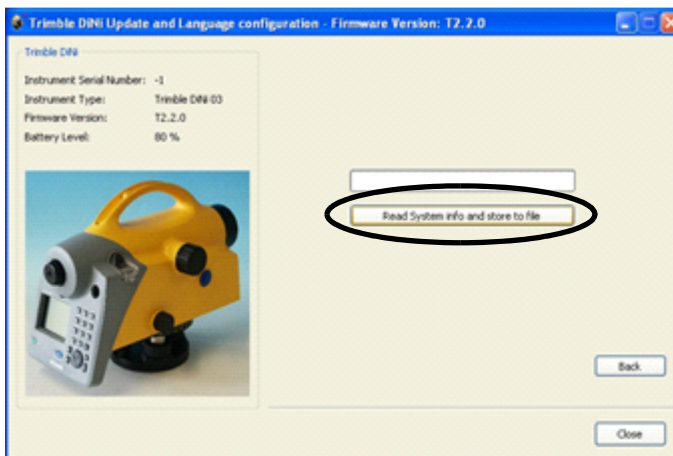 Trimble DiNi Update and Language configuration - Firmware Version: T2.2.0
Trimble DiNi
Instrument Serial Number: -1
Instrument Type: Trimble DiNi 03
Firmware Version: T2.2.0
Battery Level: 80 %
Read System info and store to file
Back
Close